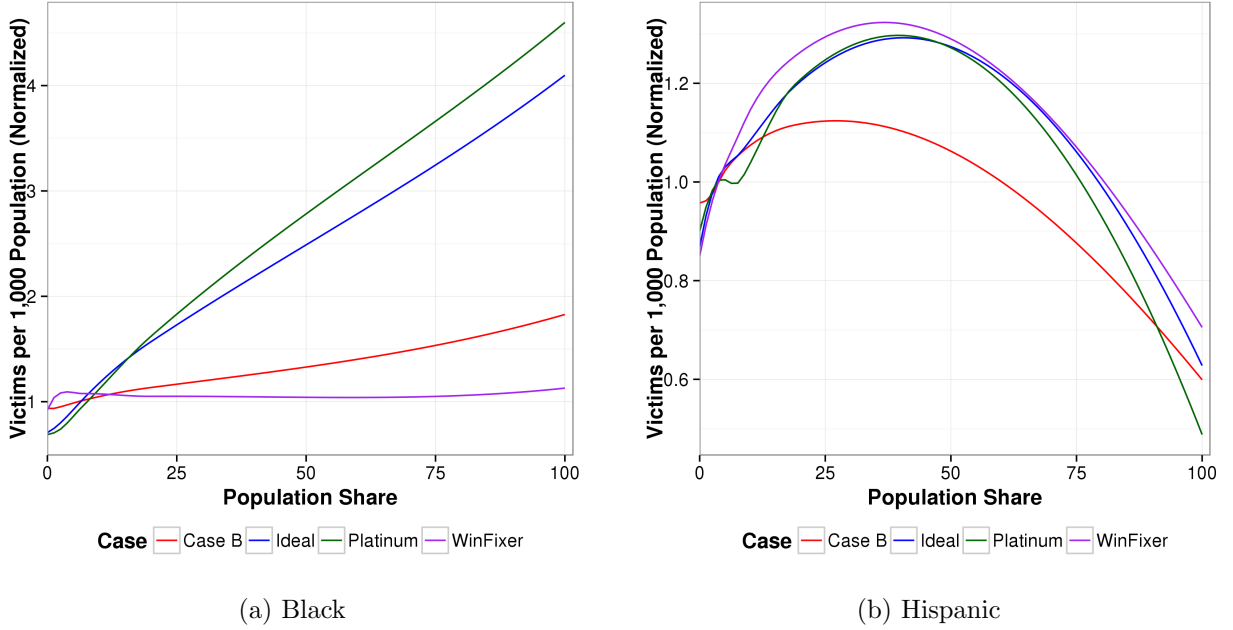 Victims per 1,000 Population (Normalized)
4
3
2
1
0 25 50 75 100
Population Share
Case Case B Ideal Platinum WinFixer
(a) Black
Victims per 1,000 Population (Normalized)
1.2
1.0
0.8
0.6
0 25 50 75 100
Population Share
Case Case B Ideal Platinum WinFixer
(b) Hispanic